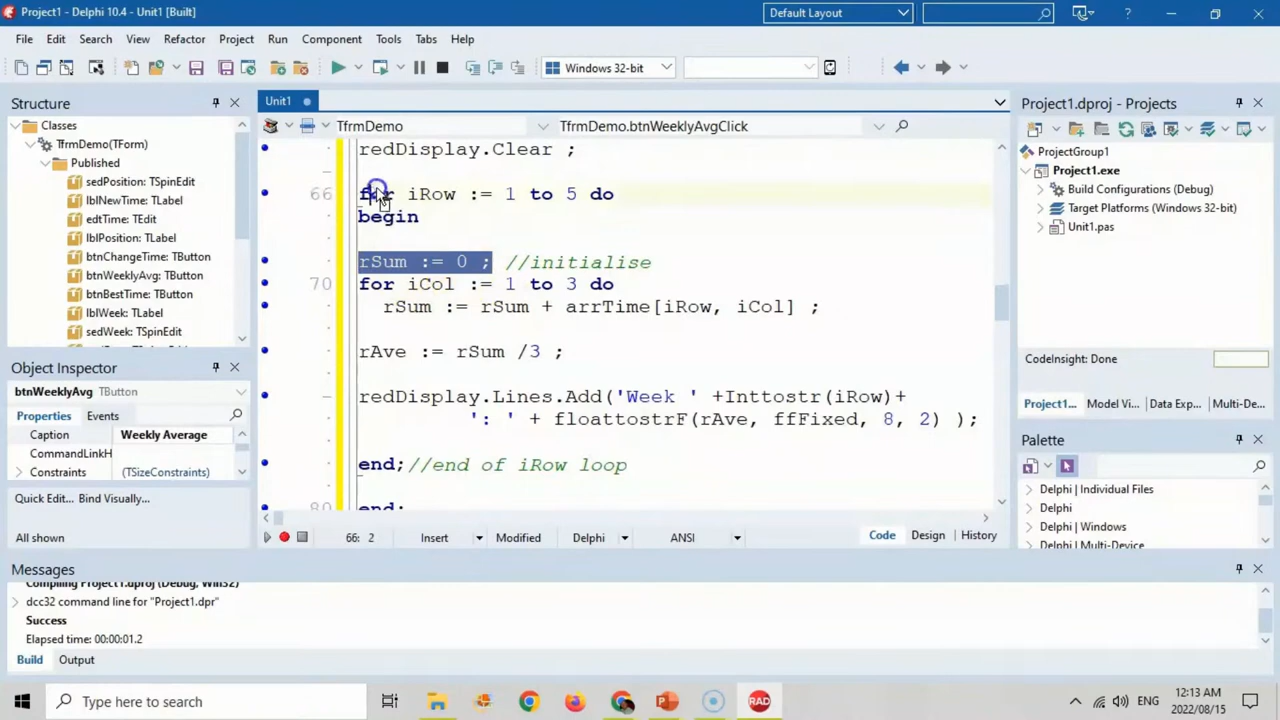 Project1 - Delphi 10.4 - Unit1 [Built]
Default Layout
File Edit Search View Refactor Project Run Component Tools Tabs Help
Windows 32-bit
Structure
Classes
TfrmDemo(TForm)
Published
sedPosition: TSpinEdit
lblNewTime: TLabel
edtTime: TEdit
lblPosition: TLabel
btnChangeTime: TButton
btnWeeklyAvg: TButton
btnBestTime: TButton
lblWeek: TLabel
sedWeek: TSpinEdit
Object Inspector
btnWeeklyAvg TButton
Properties Events
Caption Weekly Average
CommandLinkH
Constraints (TSizeConstraints)
Quick Edit... Bind Visually...
All shown
Unit1
TfrmDemo TfrmDemo.btnWeeklyAvgClick
redDisplay.Clear ;
66 for iRow := 1 to 5 do
begin
rSum := 0 ; //initialise
70 for iCol := 1 to 3 do
rSum := rSum + arrTime[iRow, iCol] ;
rAve := rSum /3 ;
redDisplay.Lines.Add('Week ' +Inttostr(iRow)+
': ' + floattostrF(rAve, ffFixed, 8, 2) );
end;//end of iRow loop
80 end;
66: 2 Insert Modified Delphi ANSI Code Design History
Project1.dproj - Projects
ProjectGroup1
Project1.exe
Build Configurations (Debug)
Target Platforms (Windows 32-bit)
Unit1.pas
CodeInsight: Done
Project1... Model Vi... Data Exp... Multi-De...
Palette
Delphi | Individual Files
Delphi
Delphi | Windows
Delphi | Multi-Device
Messages
Compiling Project1.dproj (Debug, Win32)
dcc32 command line for "Project1.dpr"
Success
Elapsed time: 00:00:01.2
Build Output
Type here to search
RAD
ENG
12:13 AM
2022/08/15